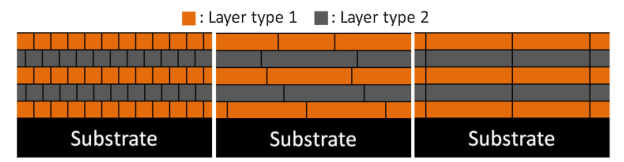 : Layer type 1 : Layer type 2
Substrate Substrate Substrate